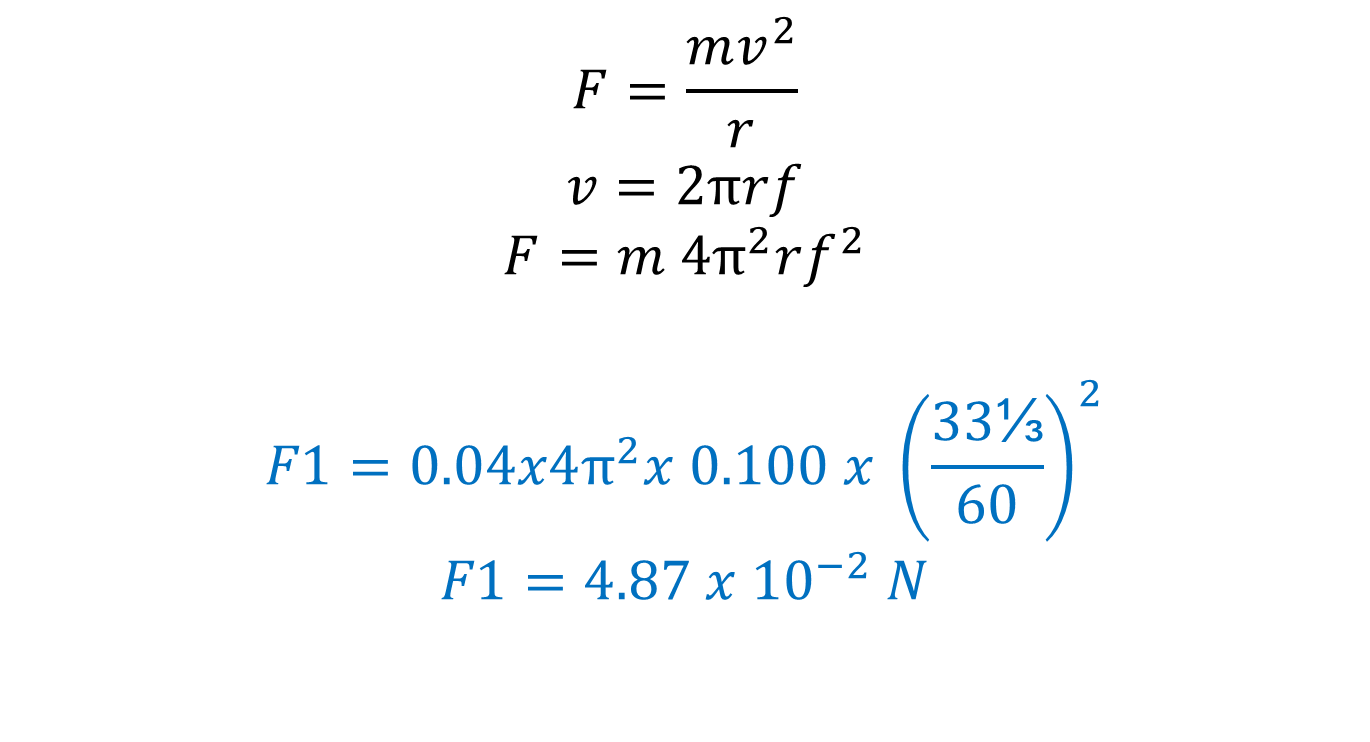 F = mv²/r
v = 2πrf
F = m 4π²rf²
F1 = 0.04x4π²x 0.100 x (33⅓/60)²
F1 = 4.87 x 10⁻² N